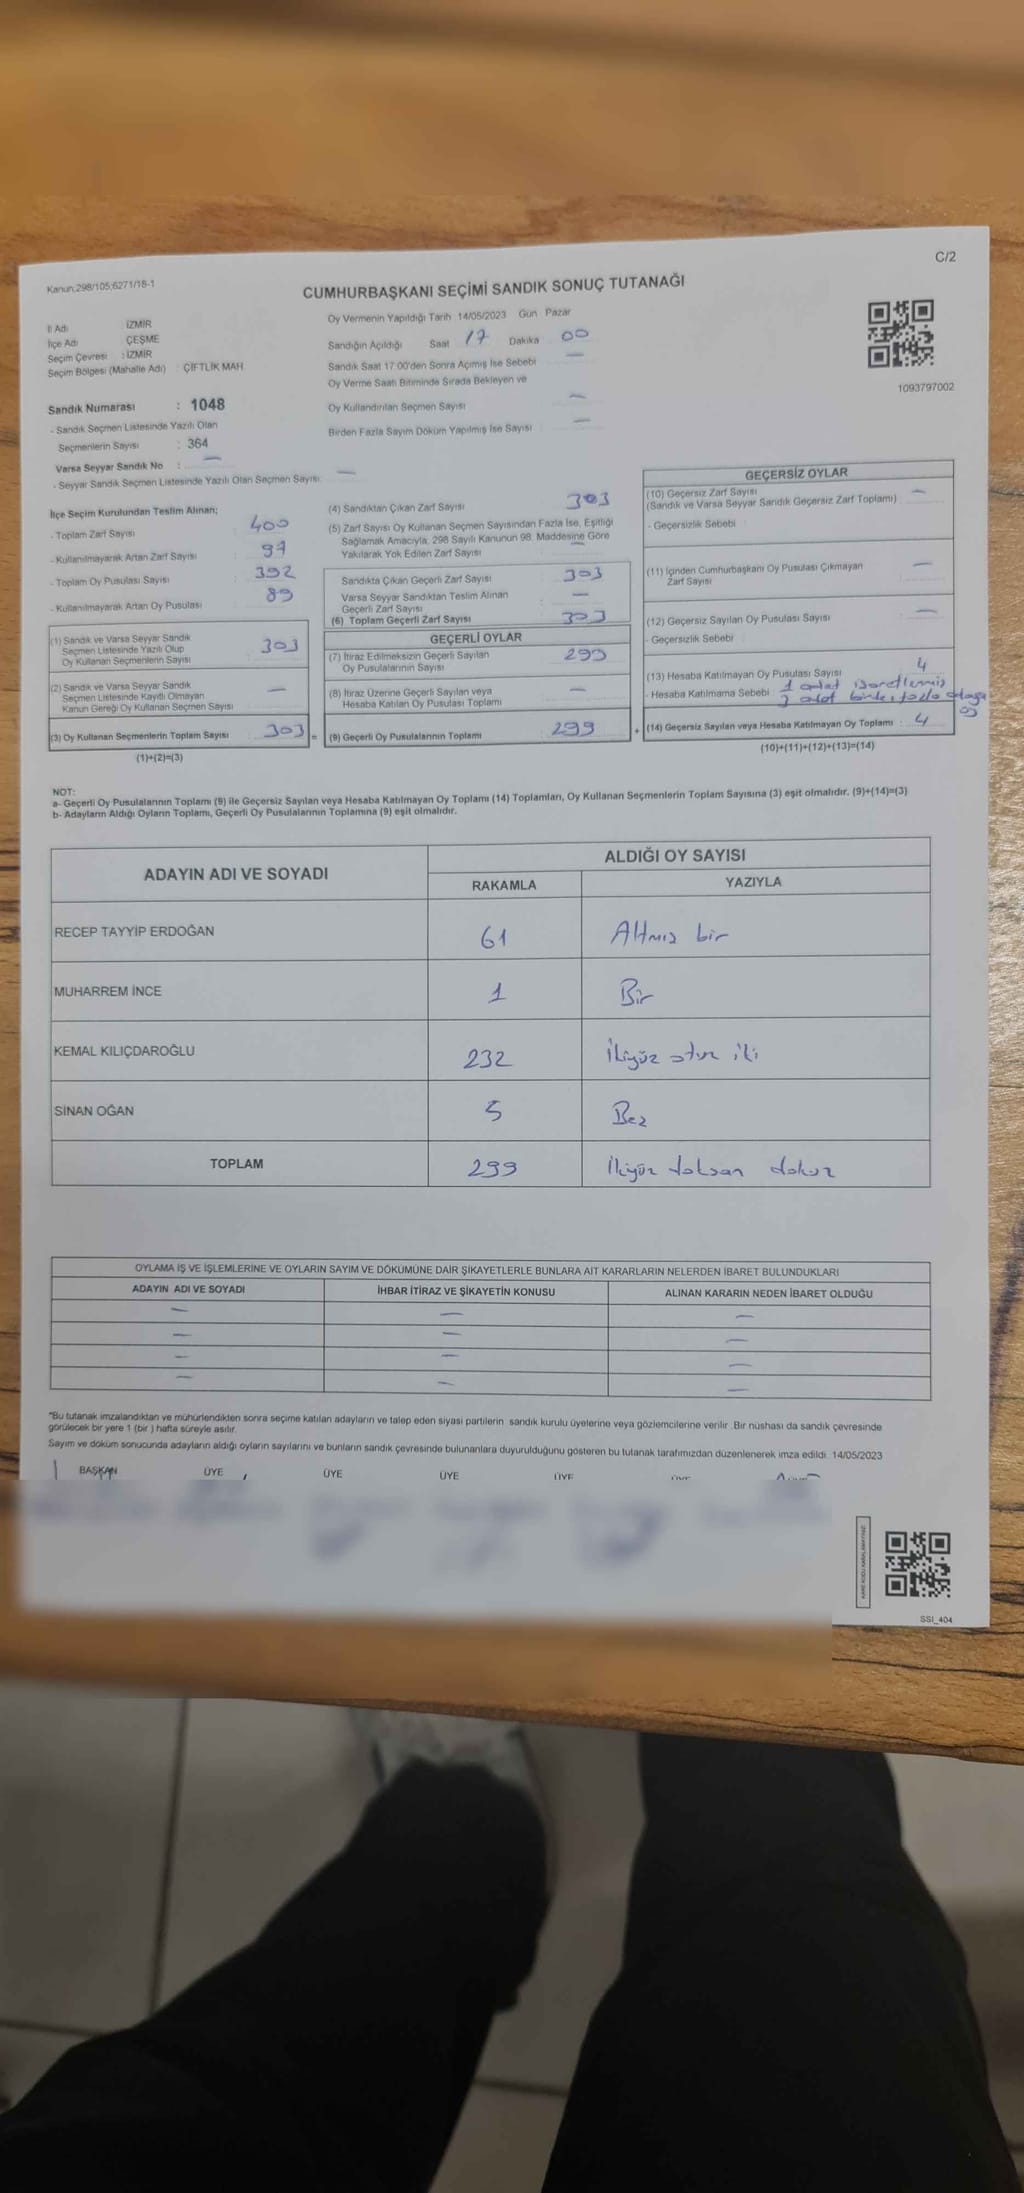 C/2
Kanun;298/105;6271/18-1
CUMHURBAŞKANI SEÇİMİ SANDIK SONUÇ TUTANAĞI
İl Adı : İZMİR
İlçe Adı : ÇEŞME
Seçim Çevresi : İZMİR
Seçim Bölgesi (Mahalle Adı) : ÇİFTLİK MAH
Sandık Numarası : 1048
- Sandık Seçmen Listesinde Yazılı Olan
Seçmenlerin Sayısı : 364
Varsa Seyyar Sandık No : —
- Seyyar Sandık Seçmen Listesinde Yazılı Olan Seçmen Sayısı: —
Oy Vermenin Yapıldığı Tarih 14/05/2023 Gün Pazar
Sandığın Açıldığı Saat 17 Dakika 00
Sandık Saat 17.00'den Sonra Açımış İse Sebebi —
Oy Verme Saati Bitiminde Sırada Bekleyen ve
Oy Kullandırılan Seçmen Sayısı —
Birden Fazla Sayım Döküm Yapılmış İse Sayısı —
1093797002
İlçe Seçim Kurulundan Teslim Alınan;
- Toplam Zarf Sayısı : 400
- Kullanılmayarak Artan Zarf Sayısı : 97
- Toplam Oy Pusulası Sayısı : 392
- Kullanılmayarak Artan Oy Pusulası : 89
(1) Sandık ve Varsa Seyyar Sandık
Seçmen Listesinde Yazılı Olup
Oy Kullanan Seçmenlerin Sayısı : 303
(2) Sandık ve Varsa Seyyar Sandık
Seçmen Listesinde Kayıtlı Olmayan
Kanun Gereği Oy Kullanan Seçmen Sayısı : —
(3) Oy Kullanan Seçmenlerin Toplam Sayısı : 303 =
(1)+(2)=(3)
(4) Sandıktan Çıkan Zarf Sayısı 303
(5) Zarf Sayısı Oy Kullanan Seçmen Sayısından Fazla İse, Eşitliği
Sağlamak Amacıyla, 298 Sayılı Kanunun 98. Maddesine Göre
Yakılarak Yok Edilen Zarf Sayısı —
Sandıkta Çıkan Geçerli Zarf Sayısı : 303
Varsa Seyyar Sandıktan Teslim Alınan
Geçerli Zarf Sayısı : —
(6) Toplam Geçerli Zarf Sayısı : 303
GEÇERLİ OYLAR
(7) İtiraz Edilmeksizin Geçerli Sayılan
Oy Pusulalarının Sayısı : 299
(8) İtiraz Üzerine Geçerli Sayılan veya
Hesaba Katılan Oy Pusulası Toplamı : —
(9) Geçerli Oy Pusulalarının Toplamı : 299 +
GEÇERSİZ OYLAR
(10) Geçersiz Zarf Sayısı
(Sandık ve Varsa Seyyar Sandık Geçersiz Zarf Toplamı) : —
- Geçersizlik Sebebi :
(11) İçinden Cumhurbaşkanı Oy Pusulası Çıkmayan
Zarf Sayısı : —
(12) Geçersiz Sayılan Oy Pusulası Sayısı : —
- Geçersizlik Sebebi :
(13) Hesaba Katılmayan Oy Pusulası Sayısı : 4
- Hesaba Katılmama Sebebi : 1 adet işaretlenmiş
3 adet birden fazla adaya
oy
(14) Geçersiz Sayılan veya Hesaba Katılmayan Oy Toplamı : 4
(10)+(11)+(12)+(13)=(14)
NOT:
a- Geçerli Oy Pusulalarının Toplamı (9) ile Geçersiz Sayılan veya Hesaba Katılmayan Oy Toplamı (14) Toplamları, Oy Kullanan Seçmenlerin Toplam Sayısına (3) eşit olmalıdır. (9)+(14)=(3)
b- Adayların Aldığı Oyların Toplamı, Geçerli Oy Pusulalarının Toplamına (9) eşit olmalıdır.
ADAYIN ADI VE SOYADI
ALDIĞI OY SAYISI
RAKAMLA YAZIYLA
RECEP TAYYİP ERDOĞAN 61 Altmış bir
MUHARREM İNCE 1 Bir
KEMAL KILIÇDAROĞLU 232 İkiyüz otuz iki
SİNAN OĞAN 5 Beş
TOPLAM 299 İkiyüz doksan dokuz
OYLAMA İŞ VE İŞLEMLERİNE VE OYLARIN SAYIM VE DÖKÜMÜNE DAİR ŞİKAYETLERLE BUNLARA AİT KARARLARIN NELERDEN İBARET BULUNDUKLARI
ADAYIN ADI VE SOYADI İHBAR İTİRAZ VE ŞİKAYETİN KONUSU ALINAN KARARIN NEDEN İBARET OLDUĞU
— — —
— — —
— — —
— — —
*Bu tutanak imzalandıktan ve mühürlendikten sonra seçime katılan adayların ve talep eden siyasi partilerin sandık kurulu üyelerine veya gözlemcilerine verilir. Bir nüshası da sandık çevresinde
görülecek bir yere 1 (bir ) hafta süreyle asılır.
Sayım ve döküm sonucunda adayların aldığı oyların sayılarını ve bunların sandık çevresinde bulunanlara duyurulduğunu gösteren bu tutanak tarafımızdan düzenlenerek imza edildi. 14/05/2023
BAŞKAN ÜYE ÜYE ÜYE ÜYE ÜYE
SSI_404